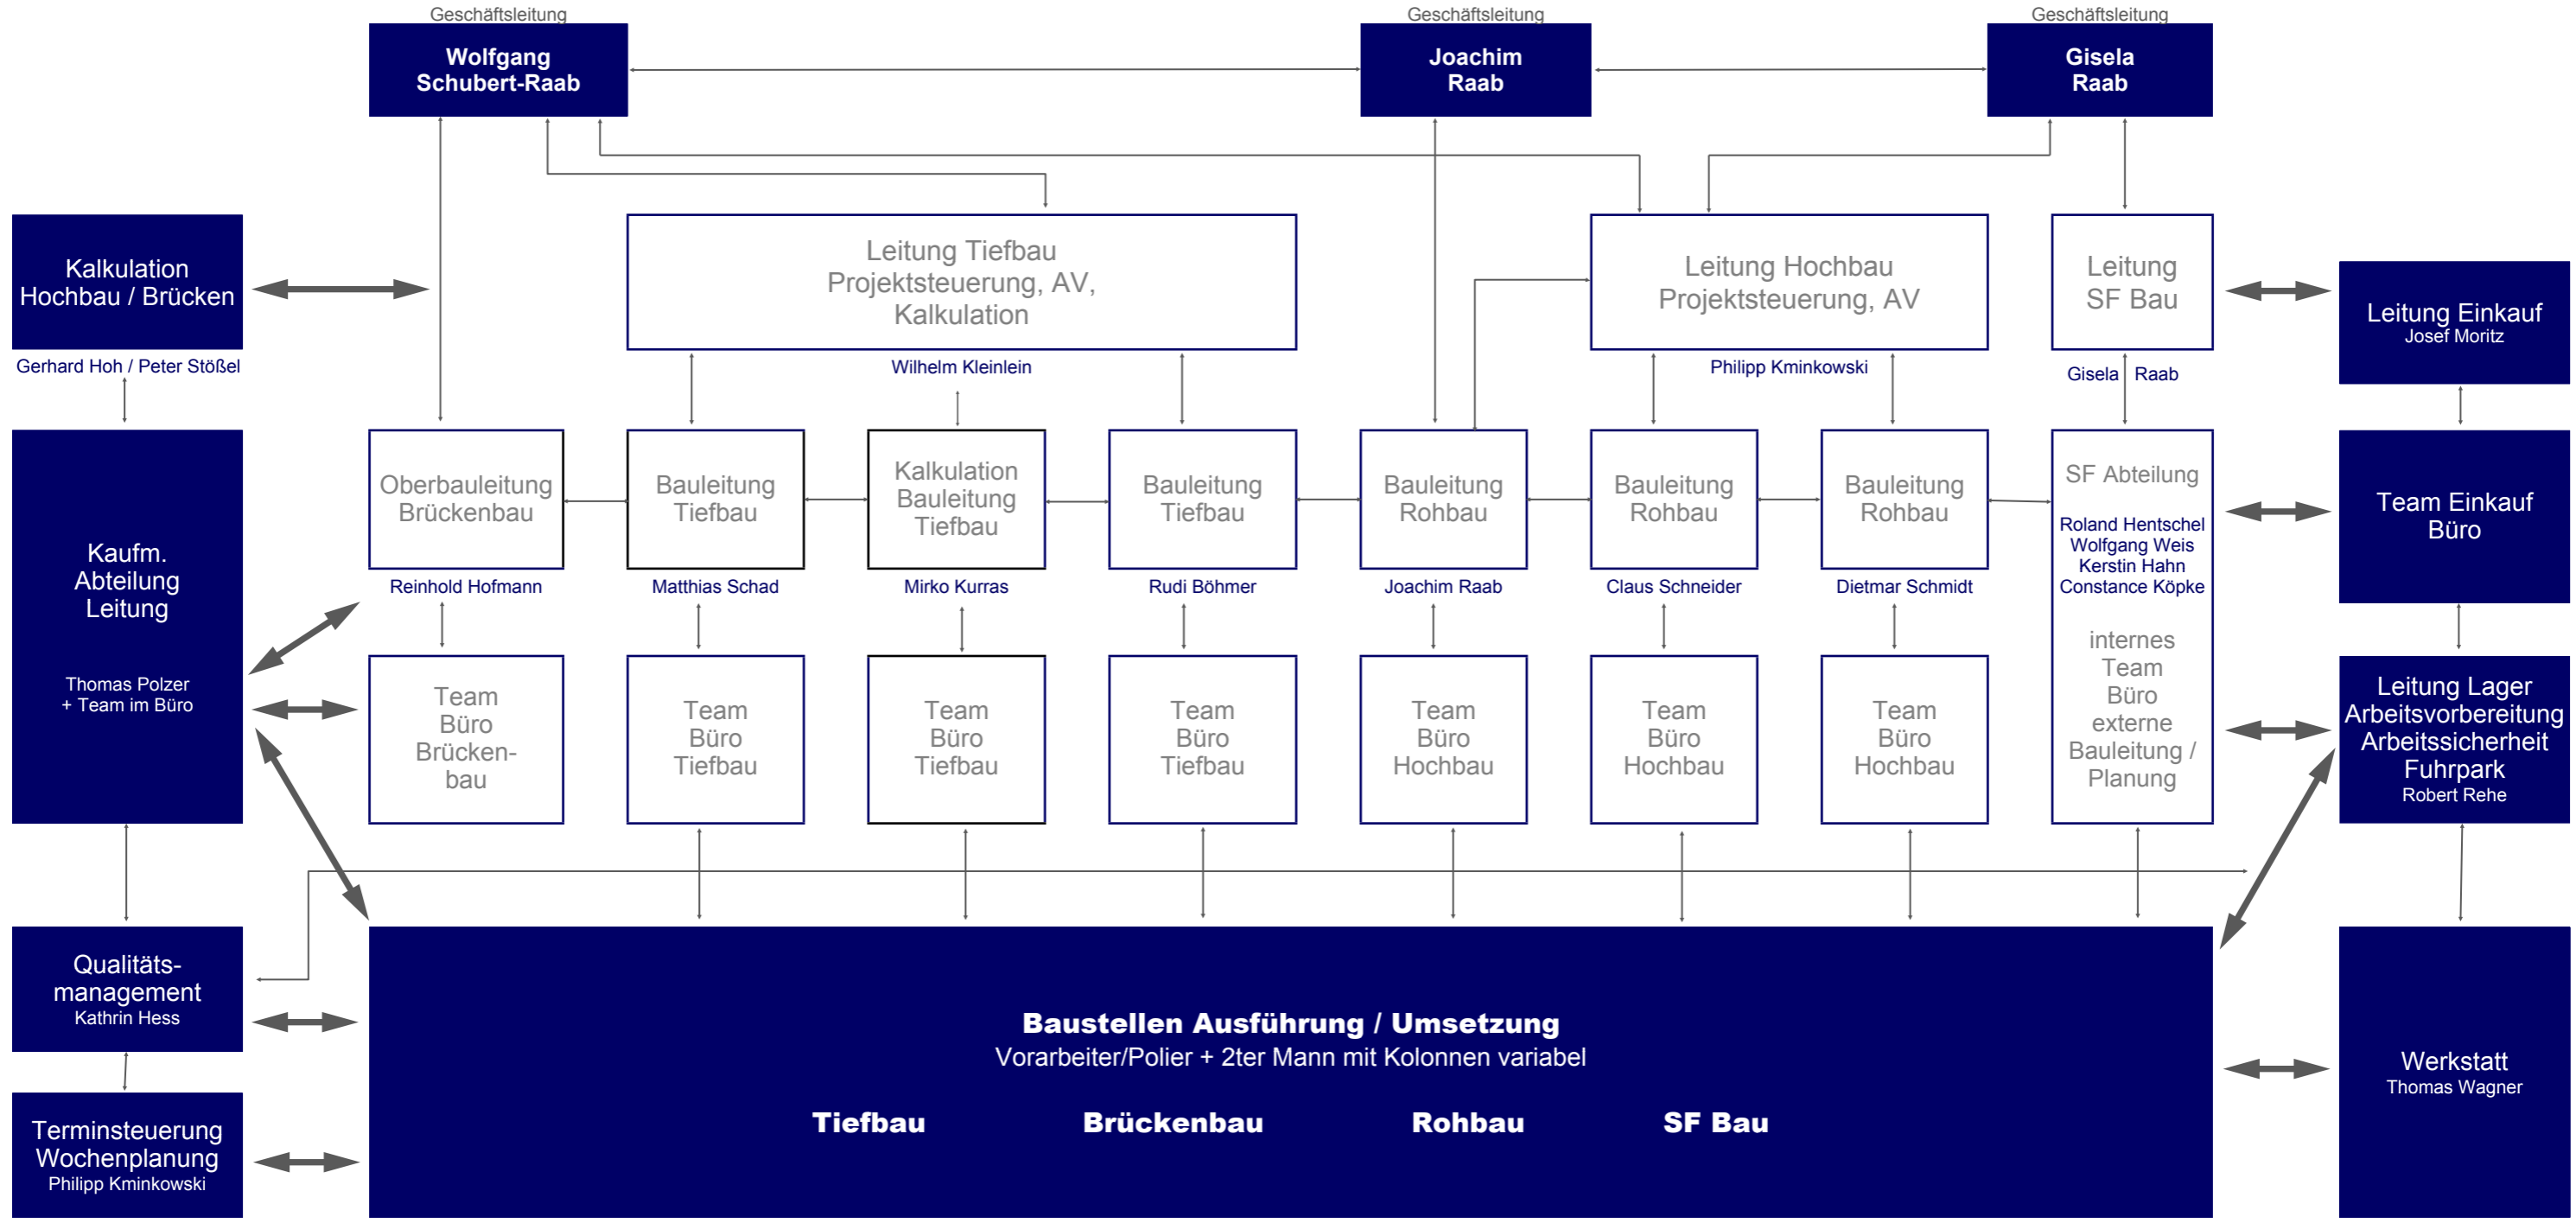 Geschäftsleitung
Wolfgang
Schubert-Raab
Geschäftsleitung
Joachim
Raab
Geschäftsleitung
Gisela
Raab
Kalkulation
Hochbau / Brücken
Gerhard Hoh / Peter Stößel
Leitung Tiefbau
Projektsteuerung, AV,
Kalkulation
Wilhelm Kleinlein
Leitung Hochbau
Projektsteuerung, AV
Philipp Kminkowski
Leitung
SF Bau
Gisela Raab
Leitung Einkauf
Josef Moritz
Kaufm.
Abteilung
Leitung
Thomas Polzer
+ Team im Büro
Oberbauleitung
Brückenbau
Reinhold Hofmann
Bauleitung
Tiefbau
Matthias Schad
Kalkulation
Bauleitung
Tiefbau
Mirko Kurras
Bauleitung
Tiefbau
Rudi Böhmer
Bauleitung
Rohbau
Joachim Raab
Bauleitung
Rohbau
Claus Schneider
Bauleitung
Rohbau
Dietmar Schmidt
SF Abteilung
Roland Hentschel
Wolfgang Weis
Kerstin Hahn
Constance Köpke
internes
Team
Büro
externe
Bauleitung /
Planung
Team Einkauf
Büro
Team
Büro
Brücken-
bau
Team
Büro
Tiefbau
Team
Büro
Tiefbau
Team
Büro
Tiefbau
Team
Büro
Hochbau
Team
Büro
Hochbau
Team
Büro
Hochbau
Leitung Lager
Arbeitsvorbereitung
Arbeitssicherheit
Fuhrpark
Robert Rehe
Qualitäts-
management
Kathrin Hess
Terminsteuerung
Wochenplanung
Philipp Kminkowski
Baustellen Ausführung / Umsetzung
Vorarbeiter/Polier + 2ter Mann mit Kolonnen variabel
Tiefbau Brückenbau Rohbau SF Bau
Werkstatt
Thomas Wagner